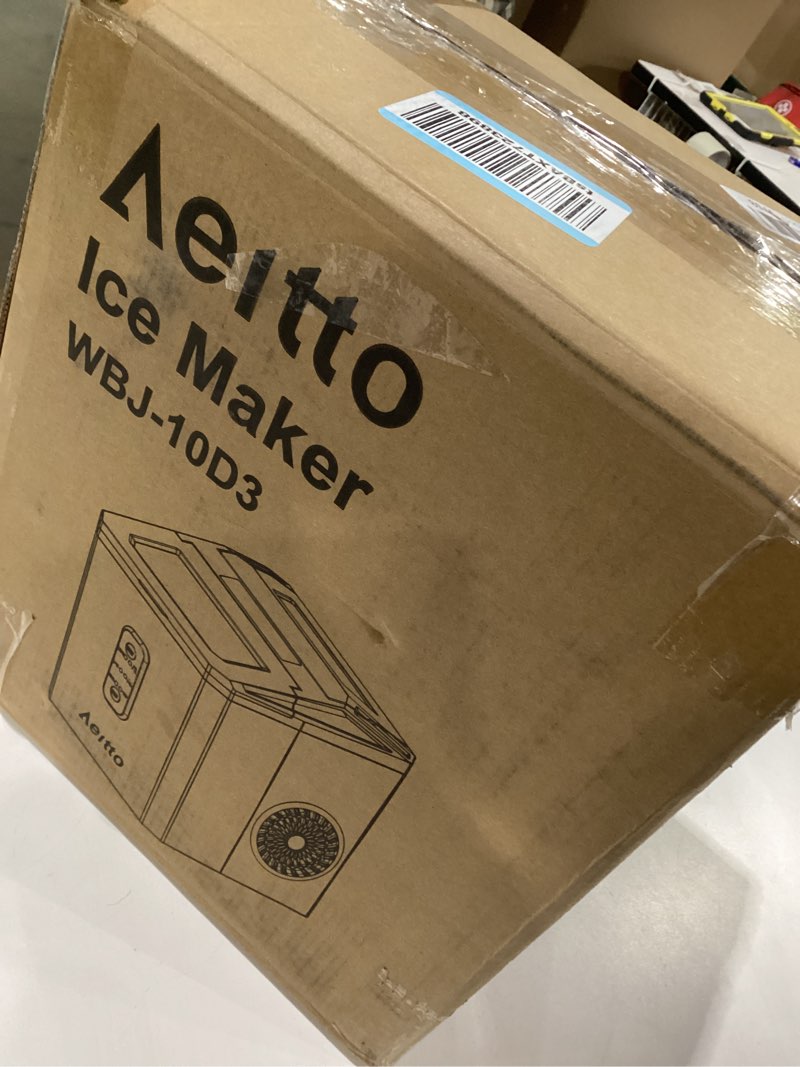 Aeitto
Ice Maker
WBJ-10D3
Aeitto